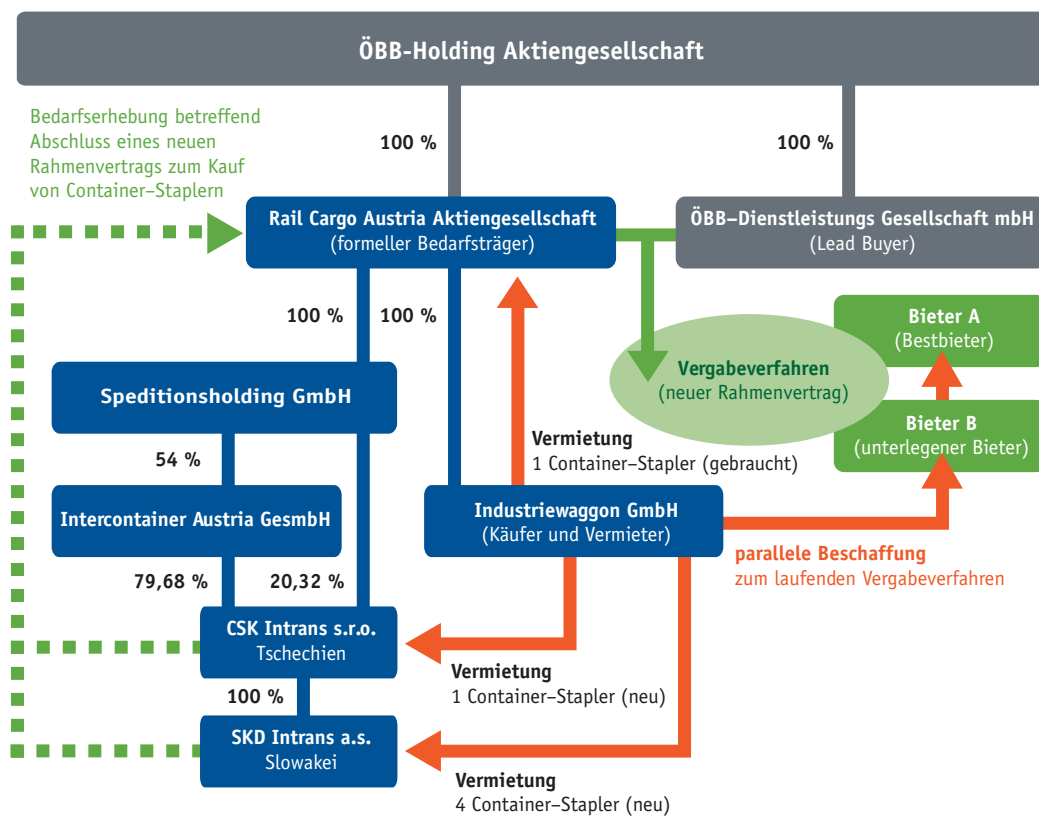 ÖBB-Holding Aktiengesellschaft
Bedarfserhebung betreffend
Abschluss eines neuen
Rahmenvertrags zum Kauf
von Container–Staplern
100 %
100 %
Rail Cargo Austria Aktiengesellschaft
(formeller Bedarfsträger)
ÖBB–Dienstleistungs Gesellschaft mbH
(Lead Buyer)
100 %
100 %
Bieter A
(Bestbieter)
Vergabeverfahren
(neuer Rahmenvertrag)
Speditionsholding GmbH
Bieter B
(unterlegener Bieter)
Vermietung
1 Container–Stapler (gebraucht)
54 %
Intercontainer Austria GesmbH
Industriewaggon GmbH
(Käufer und Vermieter)
parallele Beschaffung
zum laufenden Vergabeverfahren
79,68 %
20,32 %
CSK Intrans s.r.o.
Tschechien
Vermietung
1 Container–Stapler (neu)
100 %
SKD Intrans a.s.
Slowakei
Vermietung
4 Container–Stapler (neu)